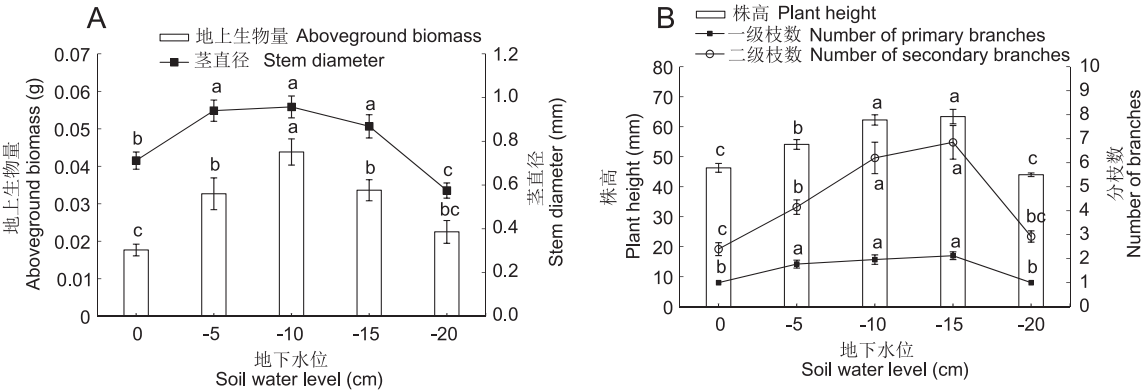 A
地上生物量 Aboveground biomass
茎直径 Stem diameter
地上生物量
Aboveground biomass (g)
0.07
0.06
0.05
0.04
0.03
0.02
0.01
0
b
a
a
a
c
c
b
a
b
bc
1.2
1.0
0.8
0.6
0.4
0.2
0.0
茎直径
Stem diameter (mm)
0
-5
-10
-15
-20
地下水位
Soil water level (cm)
B
株高 Plant height
一级枝数 Number of primary branches
二级枝数 Number of secondary branches
株高
Plant height (mm)
80
70
60
50
40
30
20
10
0
c
b
a
a
c
c
b
a
a
bc
b
a
a
a
b
10
9
8
7
6
5
4
3
2
1
0
分枝数
Number of branches
0
-5
-10
-15
-20
地下水位
Soil water level (cm)